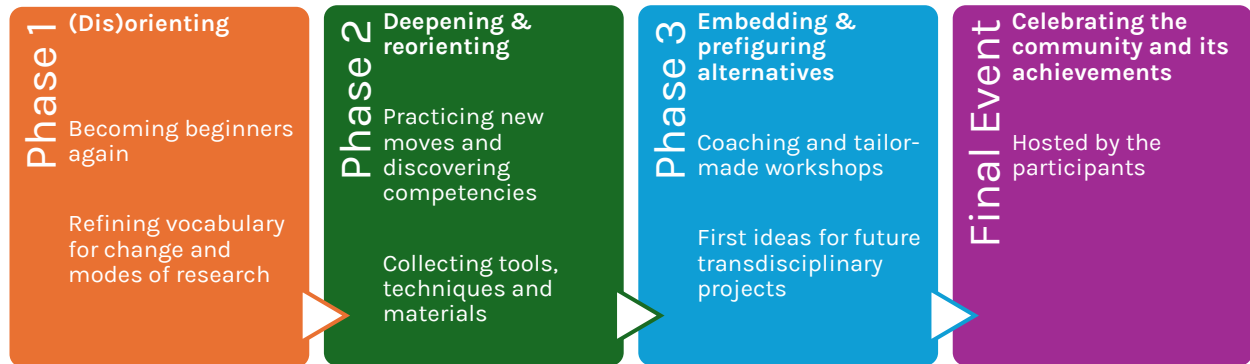 Phase 1
(Dis)orienting
Becoming beginners
again
Refining vocabulary
for change and
modes of research
Phase 2
Deepening &
reorienting
Practicing new
moves and
discovering
competencies
Collecting tools,
techniques and
materials
Phase 3
Embedding &
prefiguring
alternatives
Coaching and tailor-
made workshops
First ideas for future
transdisciplinary
projects
Final Event
Celebrating the
community and its
achievements
Hosted by the
participants